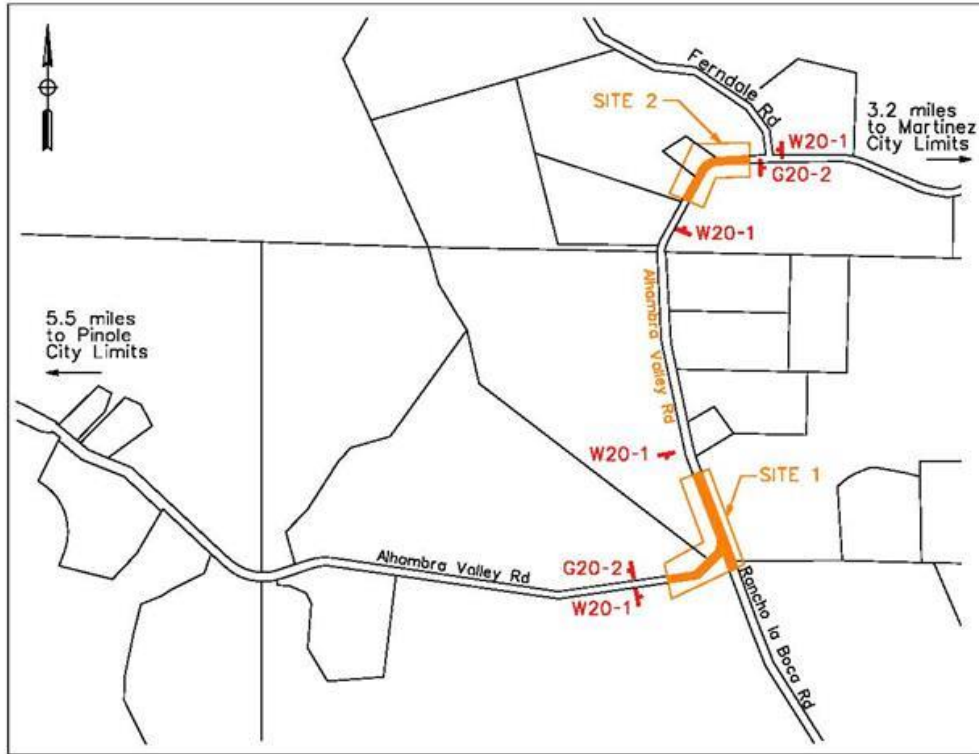 Ferndale Rd
SITE 2
3.2 miles
to Martinez
City Limits
W20-1
G20-2
W20-1
Alhambra Valley Rd
5.5 miles
to Pinole
City Limits
W20-1
SITE 1
Alhambra Valley Rd
G20-2
W20-1
Rancho la Boca Rd